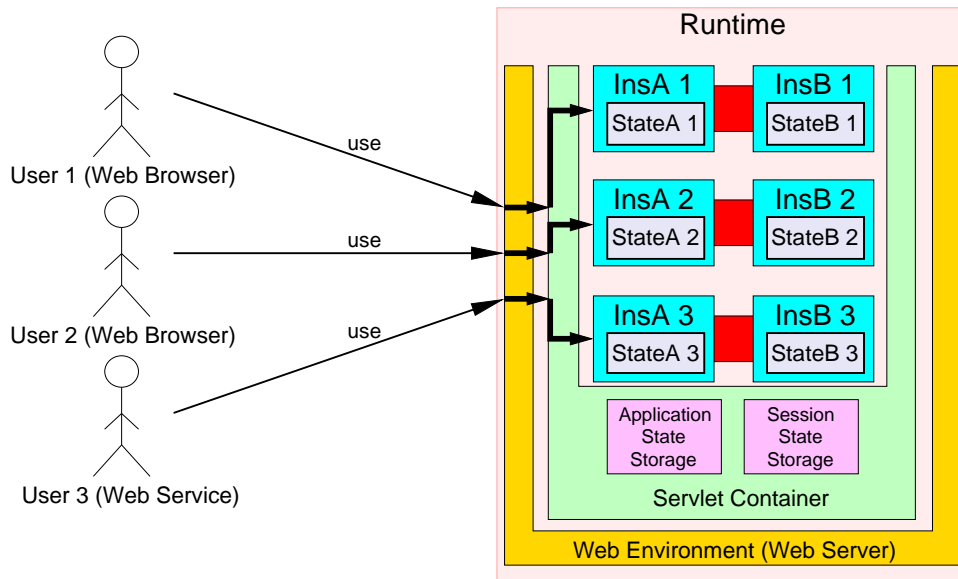 Runtime
User 1 (Web Browser)
use
User 2 (Web Browser)
use
User 3 (Web Service)
use
InsA 1
StateA 1
InsB 1
StateB 1
InsA 2
StateA 2
InsB 2
StateB 2
InsA 3
StateA 3
InsB 3
StateB 3
Application
State
Storage
Session
State
Storage
Servlet Container
Web Environment (Web Server)